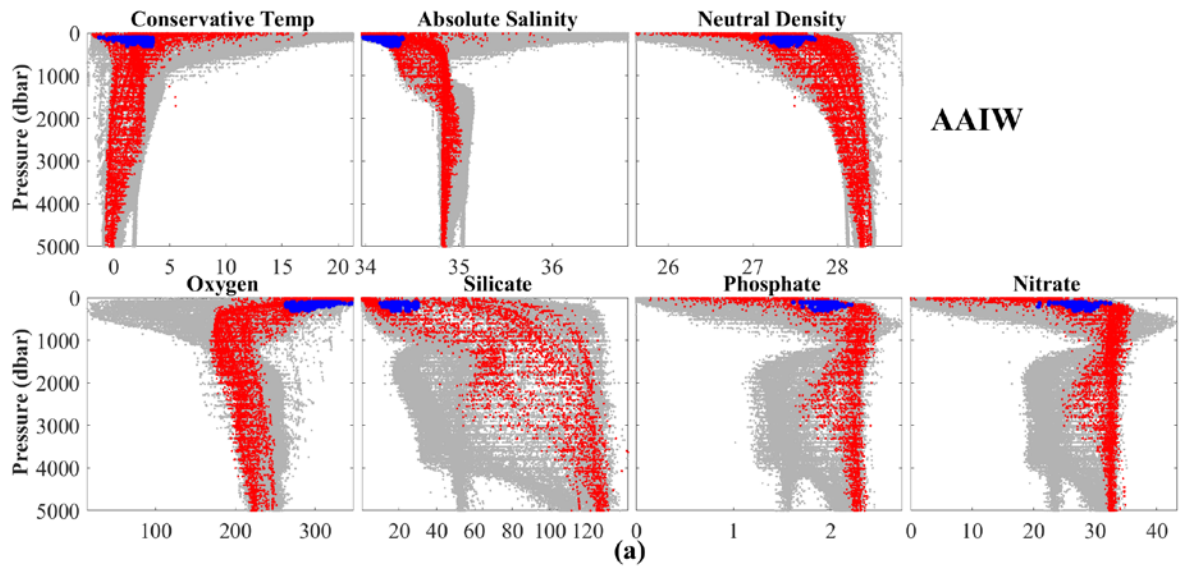 Conservative Temp Absolute Salinity Neutral Density
0
1000
2000
3000
4000
5000
Pressure (dbar)
AAIW
0 5 10 15 20 34 35 36 26 27 28
Oxygen Silicate Phosphate Nitrate
0
1000
2000
3000
4000
5000
Pressure (dbar)
100 200 300 20 40 60 80 100 120 0 1 2 0 10 20 30 40
(a)